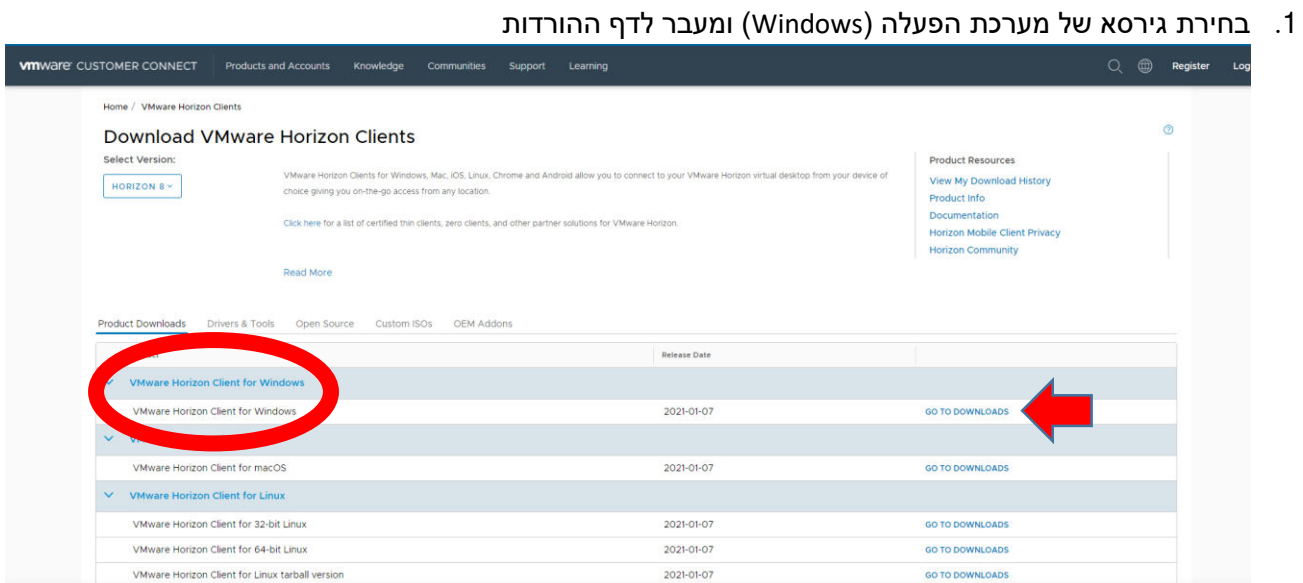 1. בחירת גירסא של מערכת הפעלה (Windows) ומעבר לדף ההורדות
vmware CUSTOMER CONNECT Products and Accounts Knowledge Communities Support Learning Register Log
Home / VMware Horizon Clients
Download VMware Horizon Clients
Select Version:
HORIZON 8
VMware Horizon Clients for Windows, Mac, iOS, Linux, Chrome and Android allow you to connect to your VMware Horizon virtual desktop from your device of
choice giving you on-the-go access from any location.
Click here for a list of certified thin clients, zero clients, and other partner solutions for VMware Horizon.
Read More
Product Resources
View My Download History
Product Info
Documentation
Horizon Mobile Client Privacy
Horizon Community
Product Downloads Drivers & Tools Open Source Custom ISOs OEM Addons
Release Date
VMware Horizon Client for Windows
VMware Horizon Client for Windows 2021-01-07 GO TO DOWNLOADS
VMware Horizon Client for macOS 2021-01-07 GO TO DOWNLOADS
VMware Horizon Client for Linux
VMware Horizon Client for 32-bit Linux 2021-01-07 GO TO DOWNLOADS
VMware Horizon Client for 64-bit Linux 2021-01-07 GO TO DOWNLOADS
VMware Horizon Client for Linux tarball version 2021-01-07 GO TO DOWNLOADS